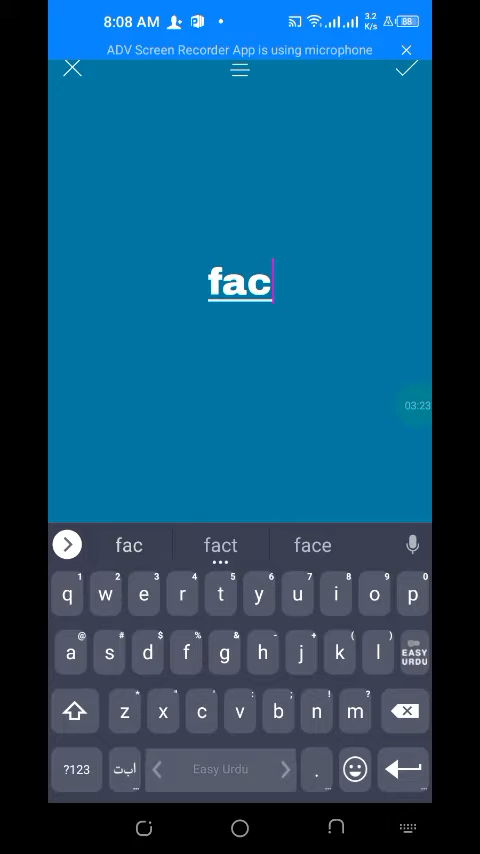 8:08 AM 3.2 K/s 88
ADV Screen Recorder App is using microphone
fac
03:23
fac fact face
q 1 w 2 e 3 r 4 t 5 y 6 u 7 i 8 o 9 p 0
a @ s # d $ f % g & h - j + k ( l ) EASY URDU
z * x " c ' v : b ; n ! m ?
?123 ابت Easy Urdu .